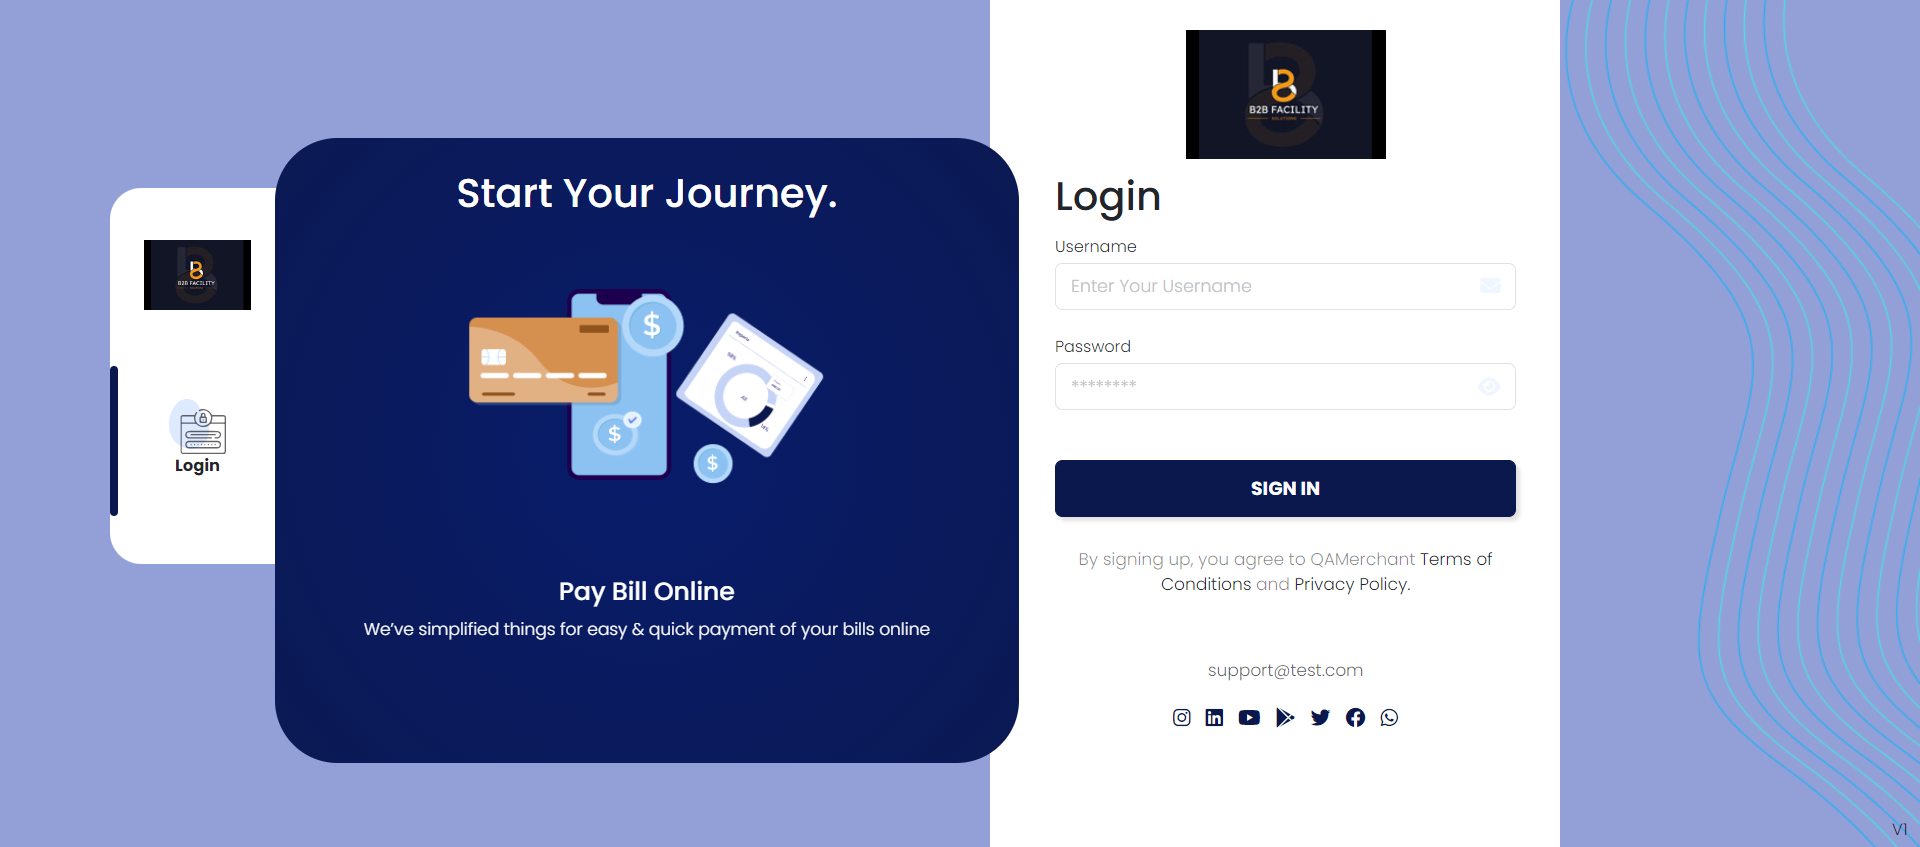 B2B FACILITY
Login
Start Your Journey.
$
$
$
Pay Bill Online
We've simplified things for easy & quick payment of your bills online
B2B FACILITY
SOLUTIONS
Login
Username
Enter Your Username
Password
********
SIGN IN
By signing up, you agree to QAMerchant Terms of
Conditions and Privacy Policy.
support@test.com
V1